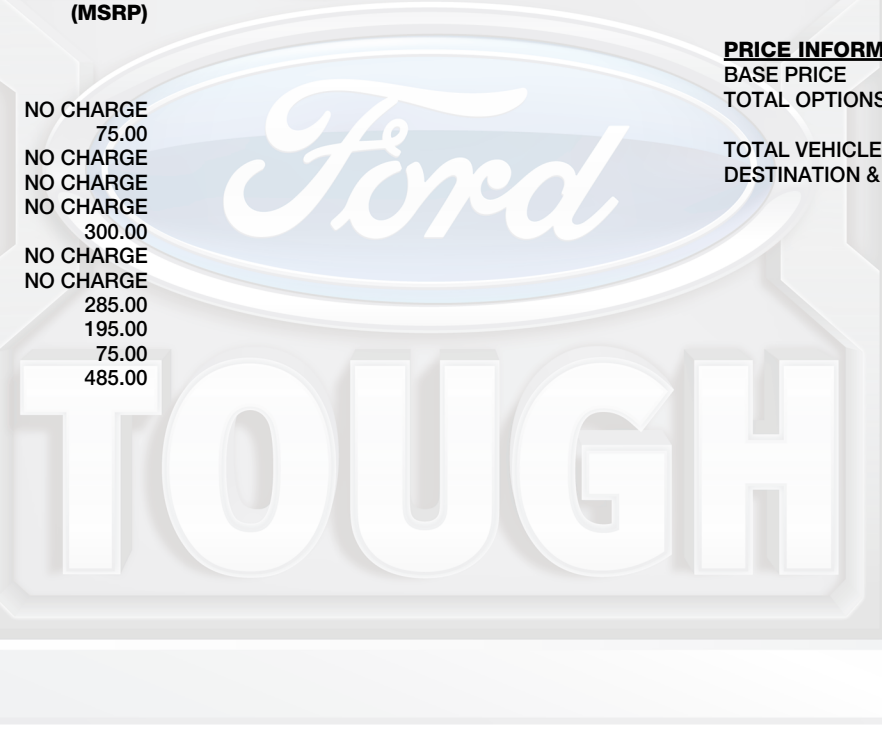 (MSRP)
NO CHARGE
75.00
NO CHARGE
NO CHARGE
NO CHARGE
300.00
NO CHARGE
NO CHARGE
285.00
195.00
75.00
485.00
PRICE INFORM
BASE PRICE
TOTAL OPTIONS
TOTAL VEHICLE
DESTINATION &
Ford
TOUGH